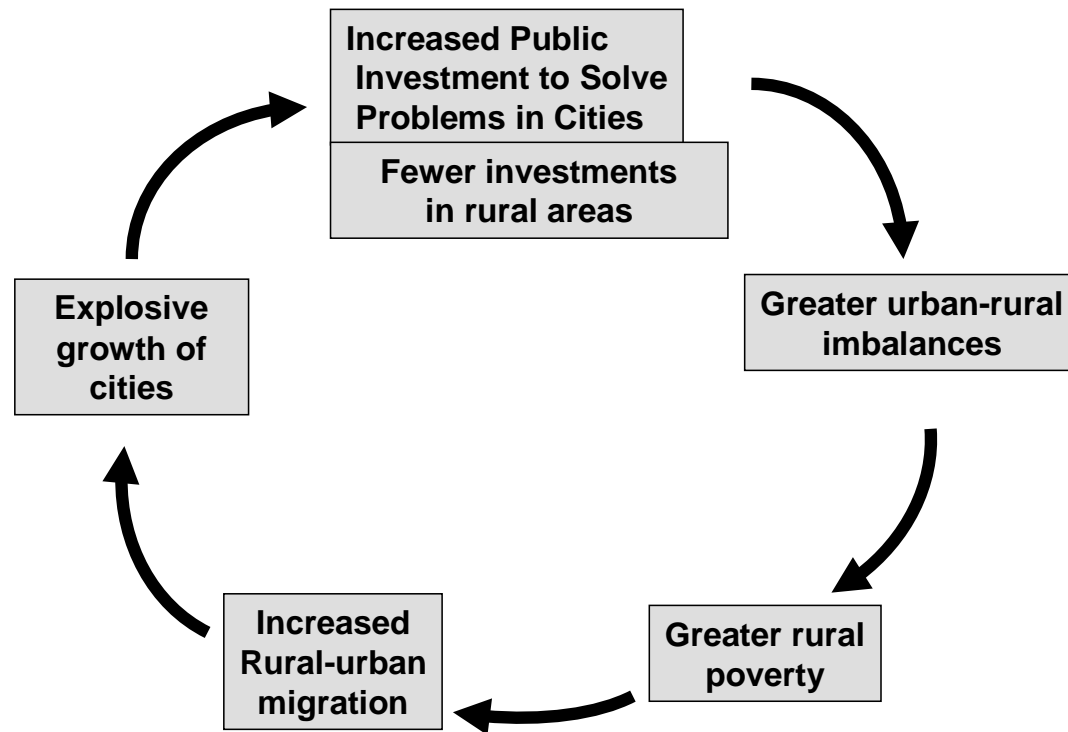 Increased Public
Investment to Solve
Problems in Cities
Fewer investments
in rural areas
Greater urban-rural
imbalances
Greater rural
poverty
Increased
Rural-urban
migration
Explosive
growth of
cities